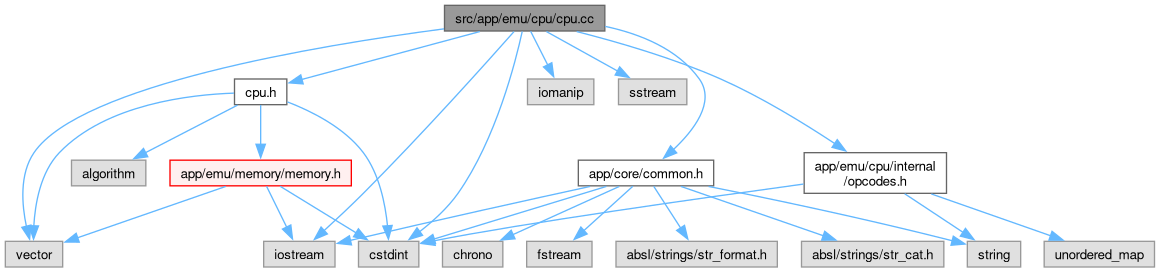 src/app/emu/cpu/cpu.cc
cpu.h
iomanip
sstream
algorithm
app/emu/memory/memory.h
app/core/common.h
app/emu/cpu/internal
/opcodes.h
vector
iostream
cstdint
chrono
fstream
absl/strings/str_format.h
absl/strings/str_cat.h
string
unordered_map